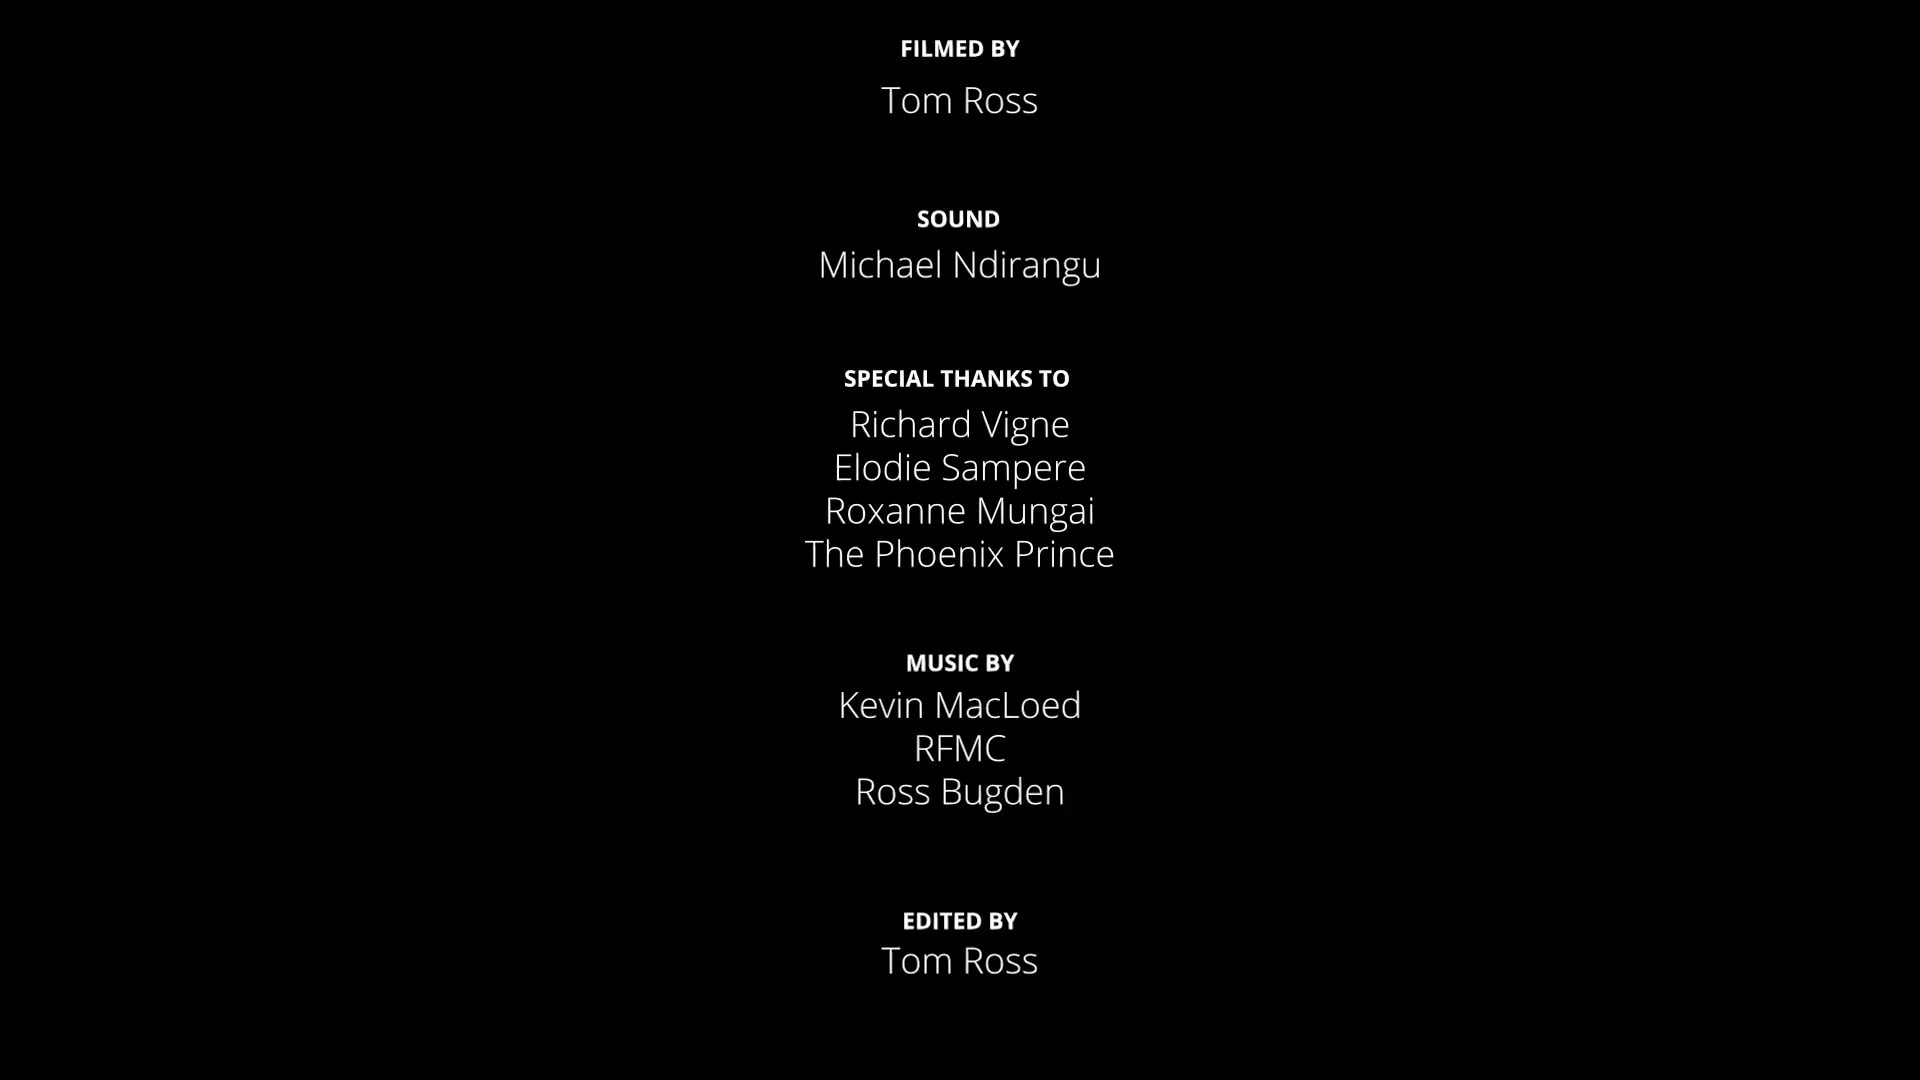 FILMED BY
Tom Ross
SOUND
Michael Ndirangu
SPECIAL THANKS TO
Richard Vigne
Elodie Sampere
Roxanne Mungai
The Phoenix Prince
MUSIC BY
Kevin MacLoed
RFMC
Ross Bugden
EDITED BY
Tom Ross